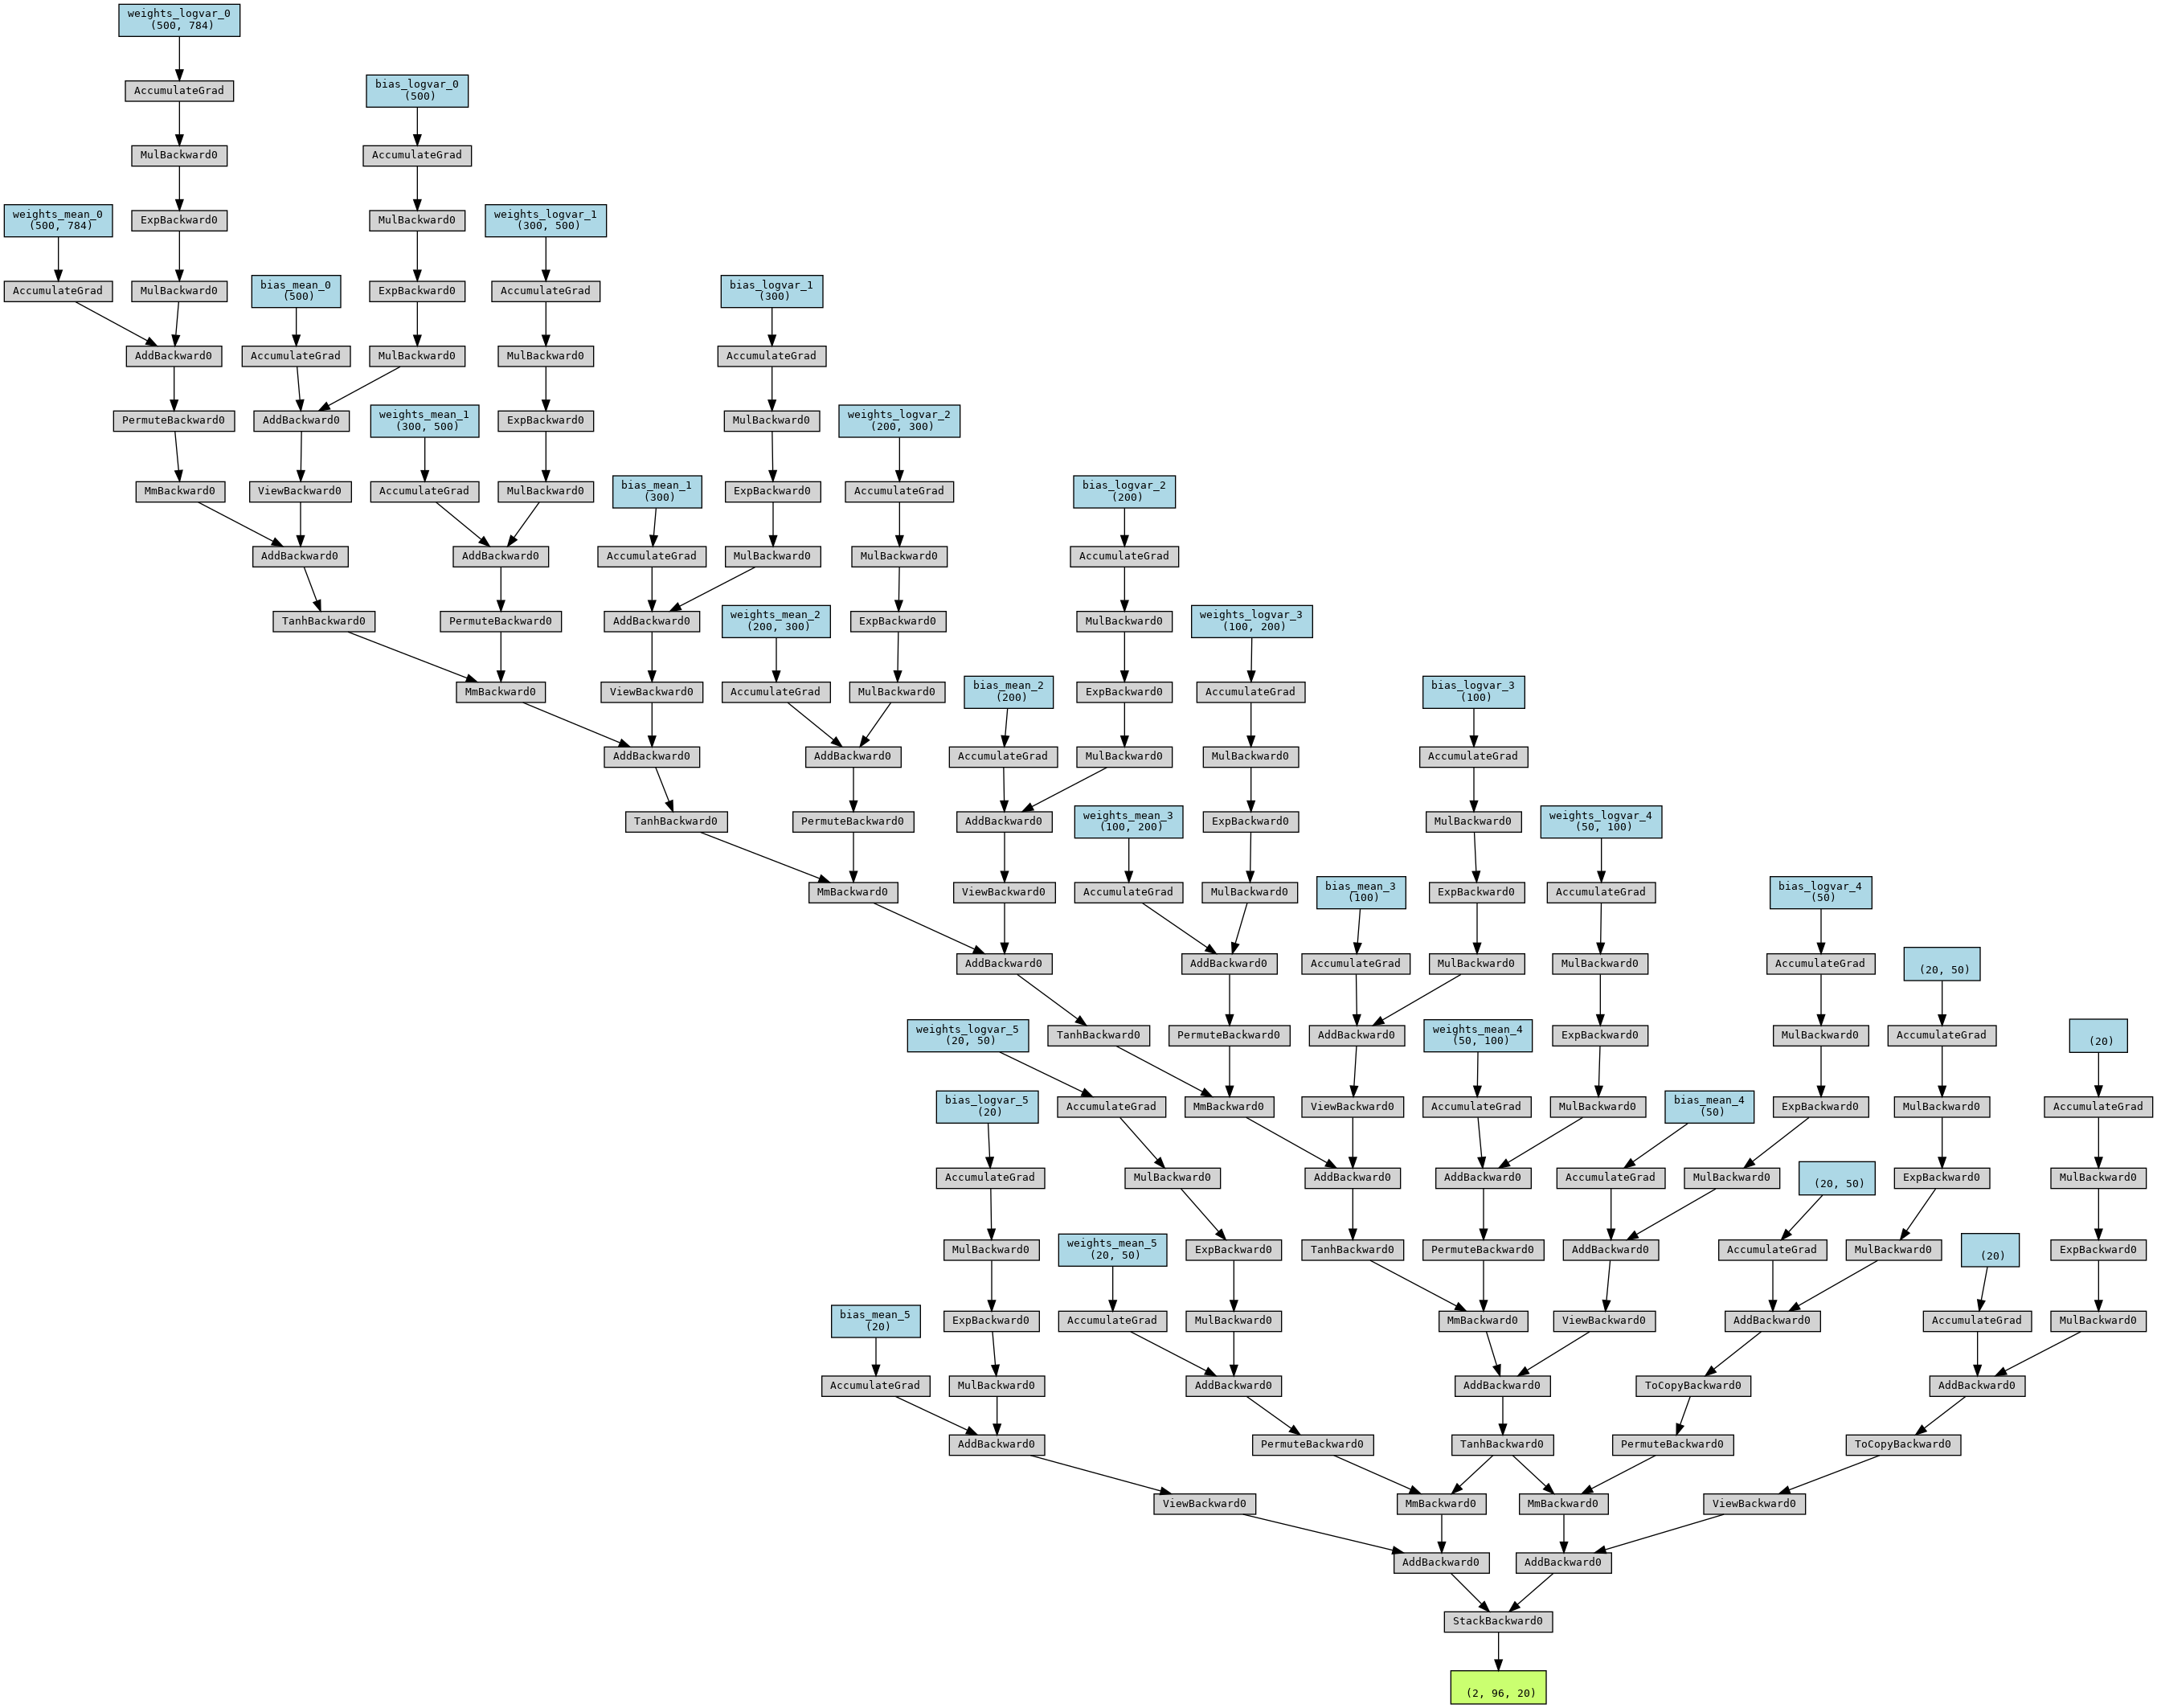 weights_logvar_0
(500, 784)
bias_logvar_0
(500)
AccumulateGrad
AccumulateGrad
MulBackward0
weights_mean_0
(500, 784)
ExpBackward0
MulBackward0
weights_logvar_1
(300, 500)
AccumulateGrad
MulBackward0
bias_mean_0
(500)
ExpBackward0
AccumulateGrad
bias_logvar_1
(300)
AddBackward0
AccumulateGrad
MulBackward0
MulBackward0
AccumulateGrad
PermuteBackward0
AddBackward0
weights_mean_1
(300, 500)
ExpBackward0
MulBackward0
weights_logvar_2
(200, 300)
MmBackward0
ViewBackward0
AccumulateGrad
MulBackward0
bias_mean_1
(300)
ExpBackward0
AccumulateGrad
bias_logvar_2
(200)
AddBackward0
AddBackward0
AccumulateGrad
MulBackward0
MulBackward0
AccumulateGrad
TanhBackward0
PermuteBackward0
AddBackward0
weights_mean_2
(200, 300)
ExpBackward0
MulBackward0
weights_logvar_3
(100, 200)
MmBackward0
ViewBackward0
AccumulateGrad
MulBackward0
bias_mean_2
(200)
ExpBackward0
AccumulateGrad
bias_logvar_3
(100)
AddBackward0
AddBackward0
AccumulateGrad
MulBackward0
MulBackward0
AccumulateGrad
TanhBackward0
PermuteBackward0
AddBackward0
weights_mean_3
(100, 200)
ExpBackward0
MulBackward0
weights_logvar_4
(50, 100)
MmBackward0
ViewBackward0
AccumulateGrad
MulBackward0
bias_mean_3
(100)
ExpBackward0
AccumulateGrad
bias_logvar_4
(50)
AddBackward0
AddBackward0
AccumulateGrad
MulBackward0
MulBackward0
AccumulateGrad
(20, 50)
weights_logvar_5
(20, 50)
TanhBackward0
PermuteBackward0
AddBackward0
weights_mean_4
(50, 100)
ExpBackward0
MulBackward0
AccumulateGrad
(20)
bias_logvar_5
(20)
AccumulateGrad
MmBackward0
ViewBackward0
AccumulateGrad
MulBackward0
bias_mean_4
(50)
ExpBackward0
MulBackward0
AccumulateGrad
AccumulateGrad
MulBackward0
AddBackward0
AddBackward0
AccumulateGrad
MulBackward0
(20, 50)
ExpBackward0
MulBackward0
MulBackward0
weights_mean_5
(20, 50)
ExpBackward0
TanhBackward0
PermuteBackward0
AddBackward0
AccumulateGrad
MulBackward0
(20)
ExpBackward0
bias_mean_5
(20)
ExpBackward0
AccumulateGrad
MulBackward0
MmBackward0
ViewBackward0
AddBackward0
AccumulateGrad
MulBackward0
AccumulateGrad
MulBackward0
AddBackward0
AddBackward0
ToCopyBackward0
AddBackward0
AddBackward0
PermuteBackward0
TanhBackward0
PermuteBackward0
ToCopyBackward0
ViewBackward0
MmBackward0
MmBackward0
ViewBackward0
AddBackward0
AddBackward0
StackBackward0
(2, 96, 20)